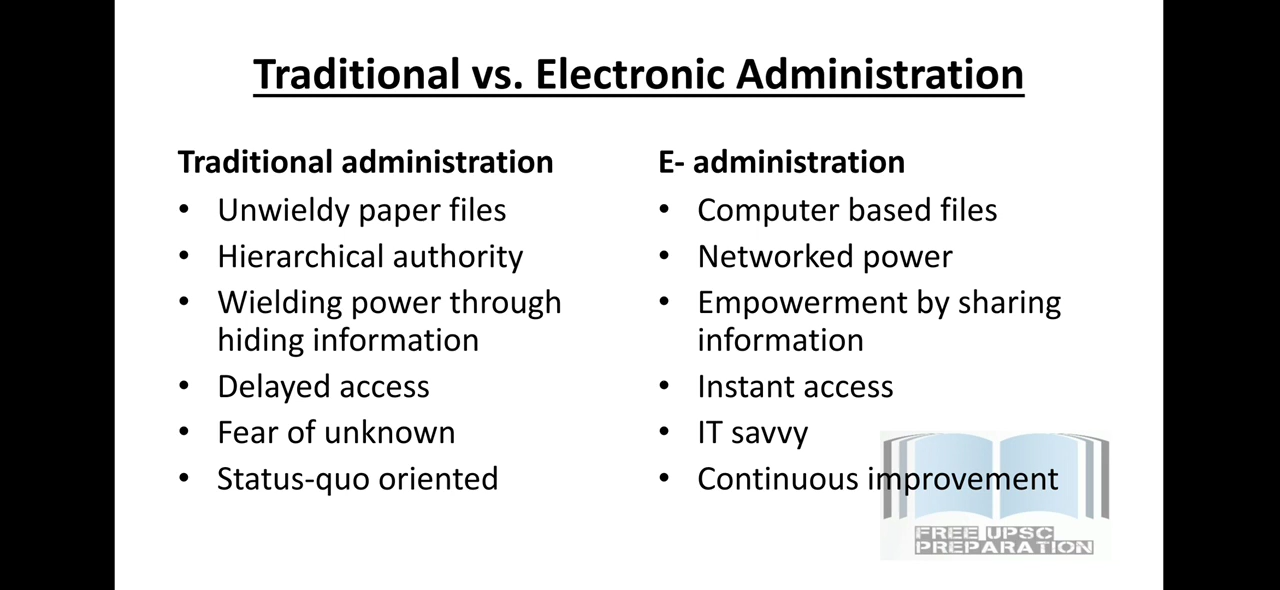 Traditional vs. Electronic Administration
Traditional administration
• Unwieldy paper files
• Hierarchical authority
• Wielding power through
hiding information
• Delayed access
• Fear of unknown
• Status-quo oriented
E- administration
• Computer based files
• Networked power
• Empowerment by sharing
information
• Instant access
• IT savvy
• Continuous improvement
FREE UPSC
PREPARATION